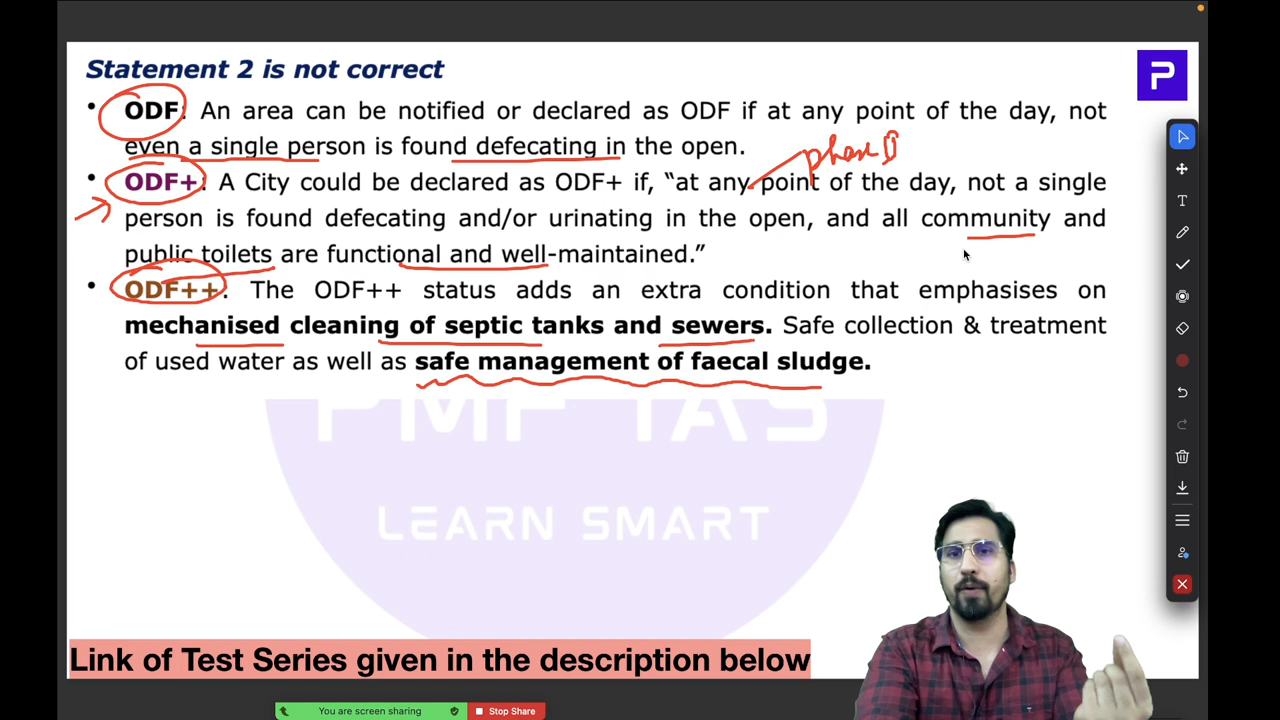 Statement 2 is not correct
P
• ODF: An area can be notified or declared as ODF if at any point of the day, not
even a single person is found defecating in the open.
phase II
• ODF+: A City could be declared as ODF+ if, “at any point of the day, not a single
person is found defecating and/or urinating in the open, and all community and
public toilets are functional and well-maintained.”
• ODF++: The ODF++ status adds an extra condition that emphasises on
mechanised cleaning of septic tanks and sewers. Safe collection & treatment
of used water as well as safe management of faecal sludge.
PMF IAS
LEARN SMART
Link of Test Series given in the description below
You are screen sharing
Stop Share
T